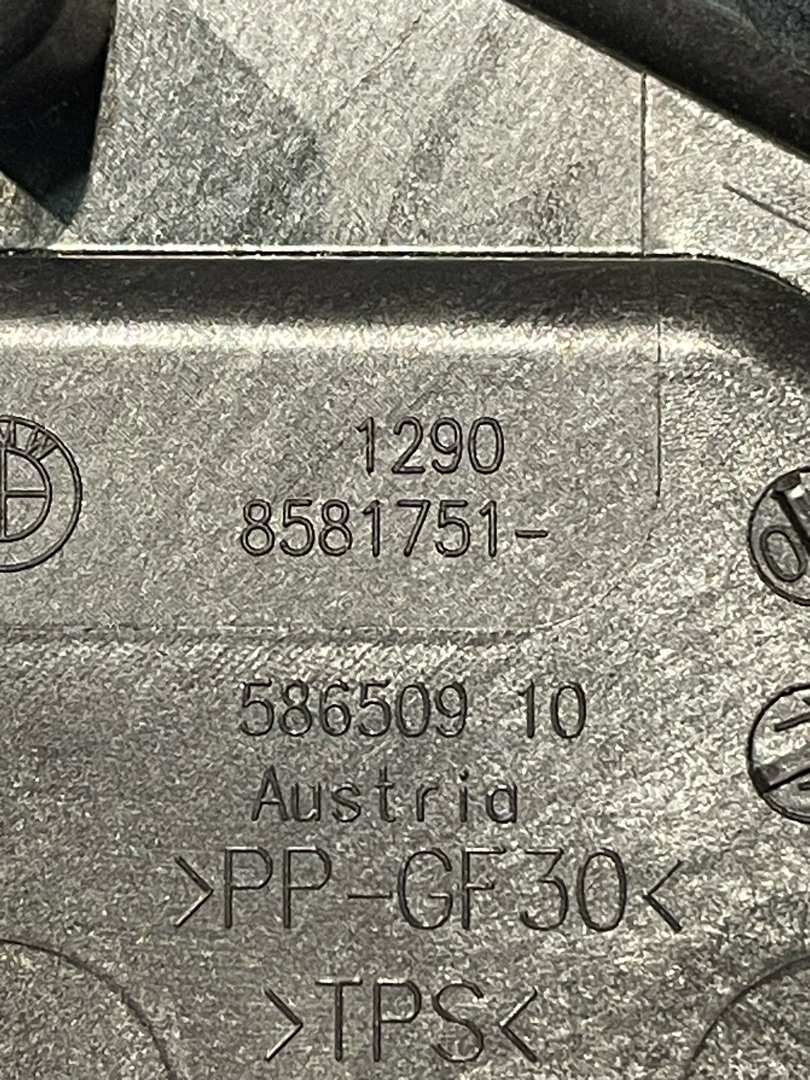 1290
8581751-
586509 10
Austria
>PP-GF30<
>TPS<